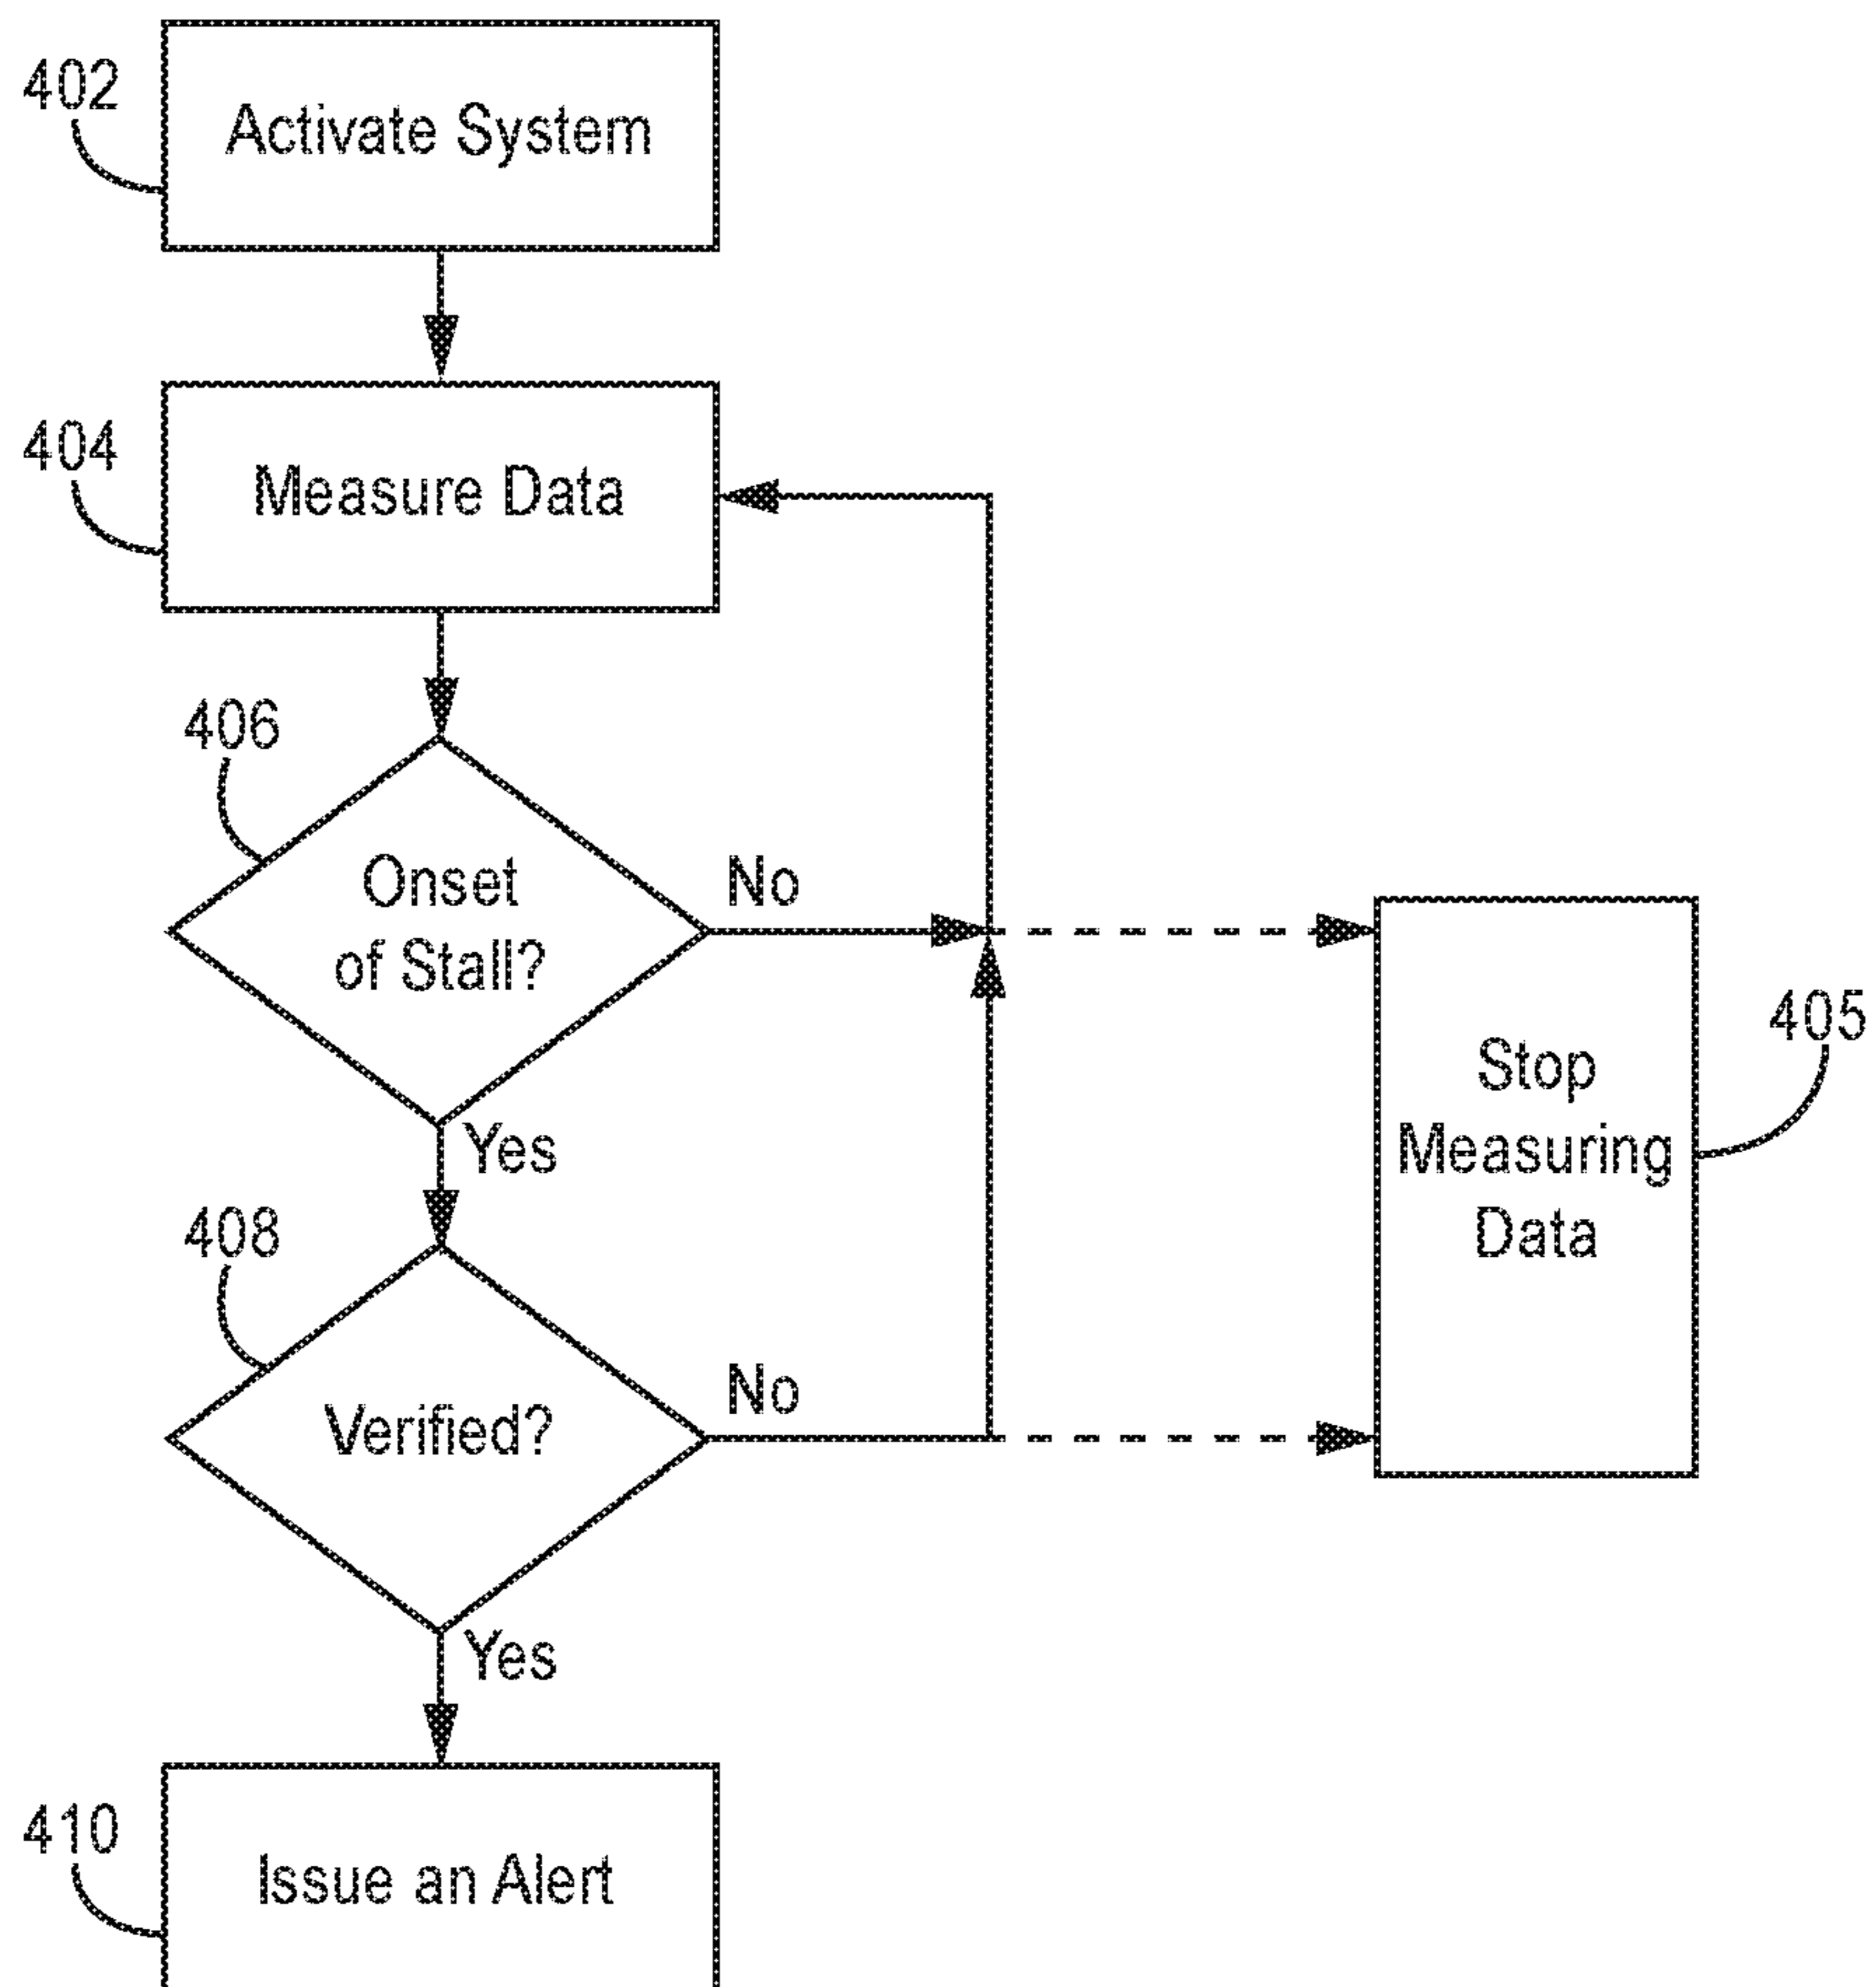 402
Activate System
404
Measure Data
406
Onset
of Stall?
No
Yes
405
Stop
Measuring
Data
408
Verified?
No
Yes
410
Issue an Alert